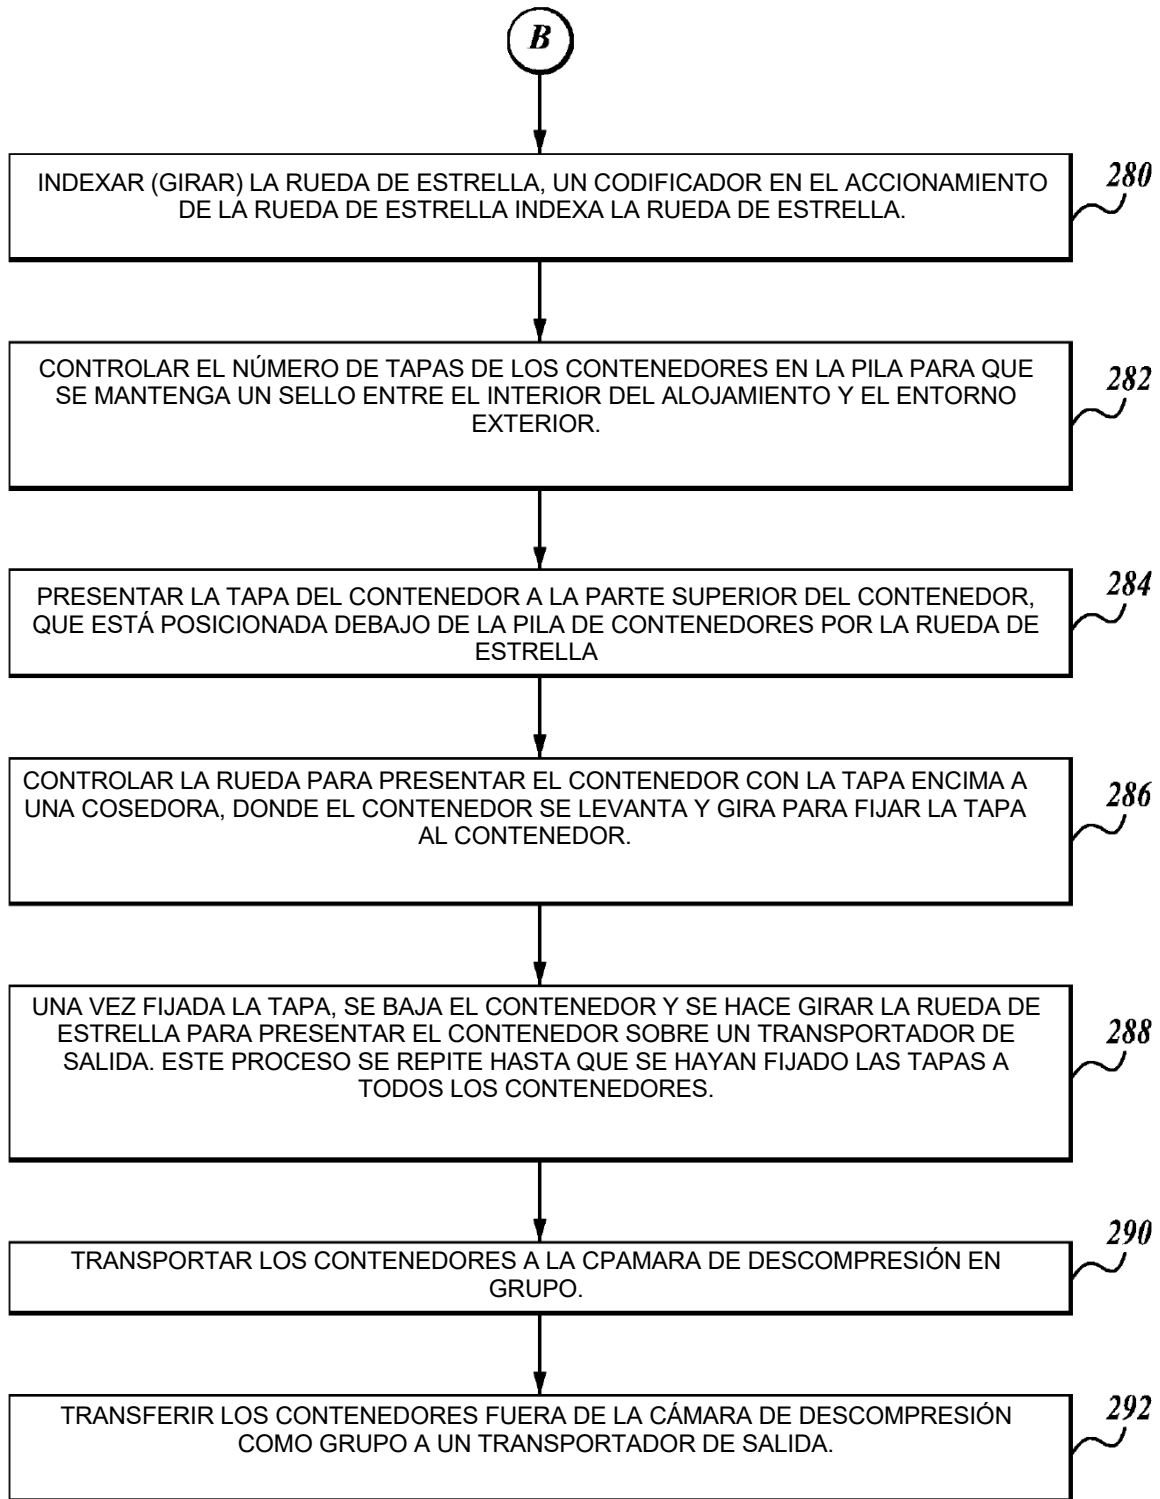 B
INDEXAR (GIRAR) LA RUEDA DE ESTRELLA, UN CODIFICADOR EN EL ACCIONAMIENTO
DE LA RUEDA DE ESTRELLA INDEXA LA RUEDA DE ESTRELLA.
280
CONTROLAR EL NÚMERO DE TAPAS DE LOS CONTENEDORES EN LA PILA PARA QUE
SE MANTENGA UN SELLO ENTRE EL INTERIOR DEL ALOJAMIENTO Y EL ENTORNO
EXTERIOR.
282
PRESENTAR LA TAPA DEL CONTENEDOR A LA PARTE SUPERIOR DEL CONTENEDOR,
QUE ESTÁ POSICIONADA DEBAJO DE LA PILA DE CONTENEDORES POR LA RUEDA DE
ESTRELLA
284
CONTROLAR LA RUEDA PARA PRESENTAR EL CONTENEDOR CON LA TAPA ENCIMA A
UNA COSEDORA, DONDE EL CONTENEDOR SE LEVANTA Y GIRA PARA FIJAR LA TAPA
AL CONTENEDOR.
286
UNA VEZ FIJADA LA TAPA, SE BAJA EL CONTENEDOR Y SE HACE GIRAR LA RUEDA DE
ESTRELLA PARA PRESENTAR EL CONTENEDOR SOBRE UN TRANSPORTADOR DE
SALIDA. ESTE PROCESO SE REPITE HASTA QUE SE HAYAN FIJADO LAS TAPAS A
TODOS LOS CONTENEDORES.
288
TRANSPORTAR LOS CONTENEDORES A LA CPAMARA DE DESCOMPRESIÓN EN
GRUPO.
290
TRANSFERIR LOS CONTENEDORES FUERA DE LA CÁMARA DE DESCOMPRESIÓN
COMO GRUPO A UN TRANSPORTADOR DE SALIDA.
292